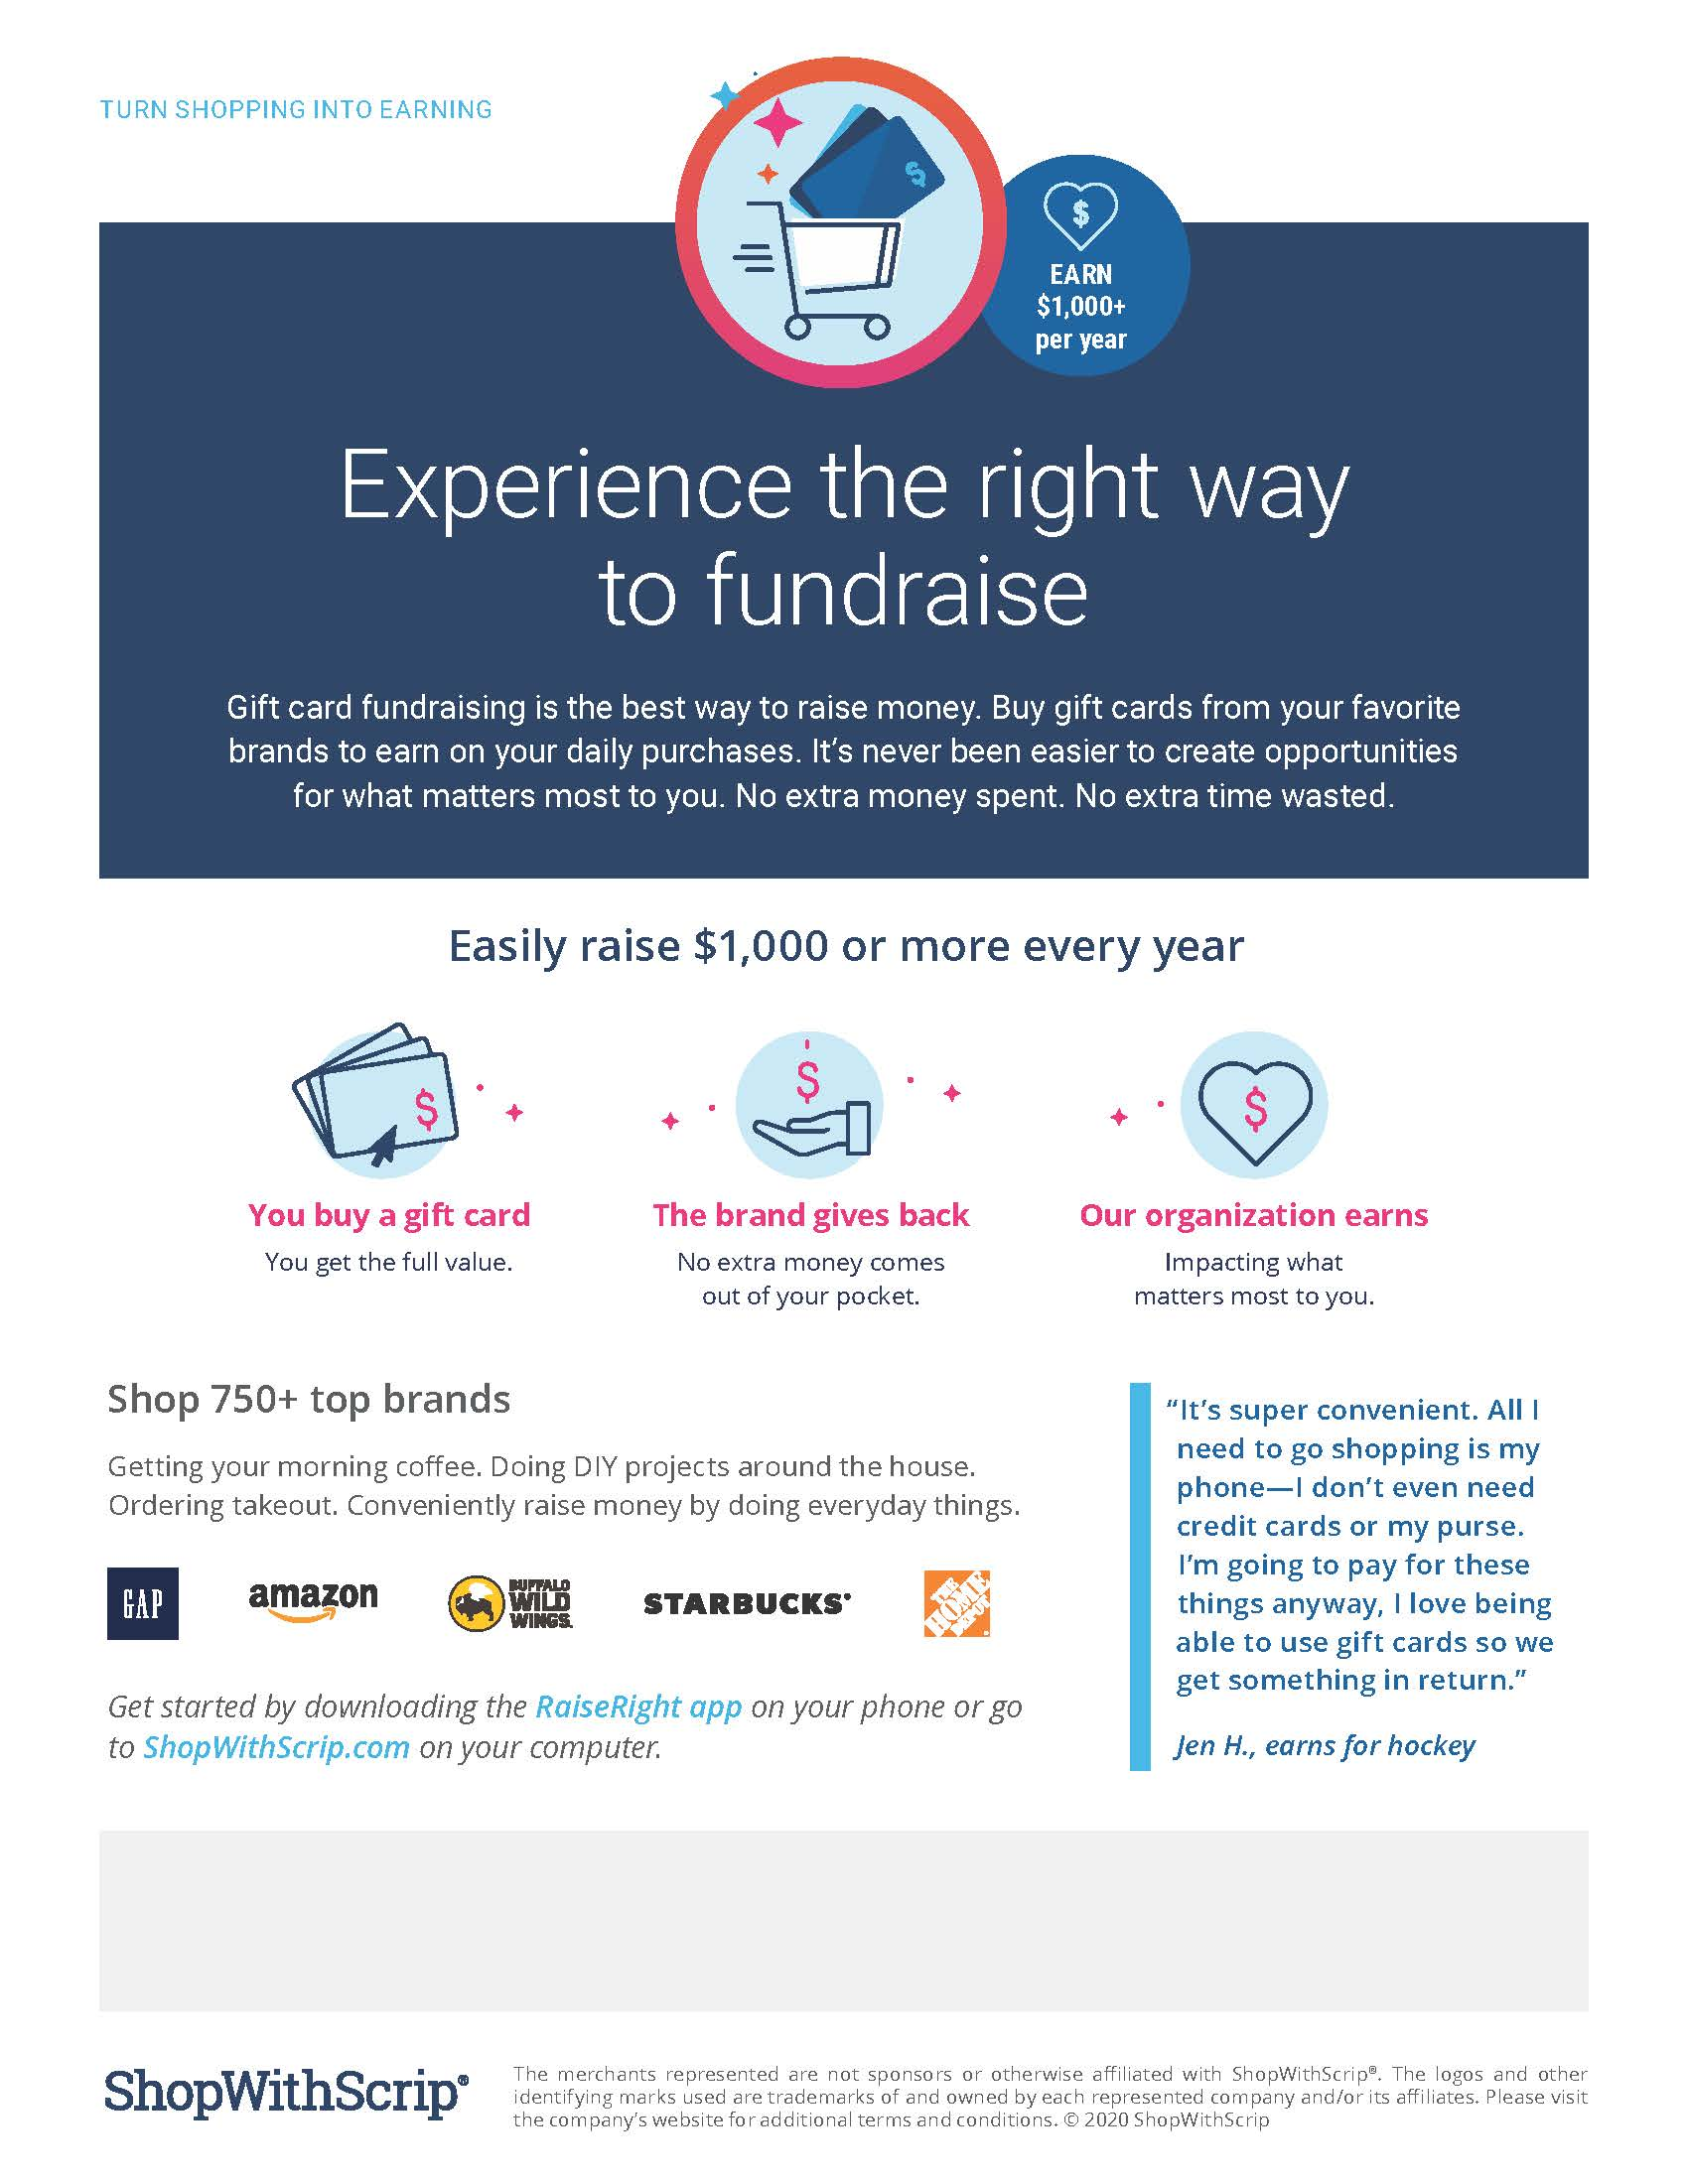 TURN SHOPPING INTO EARNING
$
$
EARN
$1,000+
per year
Experience the right way
to fundraise
Gift card fundraising is the best way to raise money. Buy gift cards from your favorite
brands to earn on your daily purchases. It's never been easier to create opportunities
for what matters most to you. No extra money spent. No extra time wasted.
Easily raise $1,000 or more every year
$
$
$
You buy a gift card
You get the full value.
The brand gives back
No extra money comes
out of your pocket.
Our organization earns
Impacting what
matters most to you.
Shop 750+ top brands
Getting your morning coffee. Doing DIY projects around the house.
Ordering takeout. Conveniently raise money by doing everyday things.
GAP
amazon
BUFFALO
WILD
WINGS.
STARBUCKS®
THE
HOME
DEPOT
Get started by downloading the RaiseRight app on your phone or go
to ShopWithScrip.com on your computer.
“It’s super convenient. All I
need to go shopping is my
phone—I don’t even need
credit cards or my purse.
I’m going to pay for these
things anyway, I love being
able to use gift cards so we
get something in return.”
Jen H., earns for hockey
ShopWithScrip®
The merchants represented are not sponsors or otherwise affiliated with ShopWithScrip®. The logos and other
identifying marks used are trademarks of and owned by each represented company and/or its affiliates. Please visit
the company’s website for additional terms and conditions. © 2020 ShopWithScrip